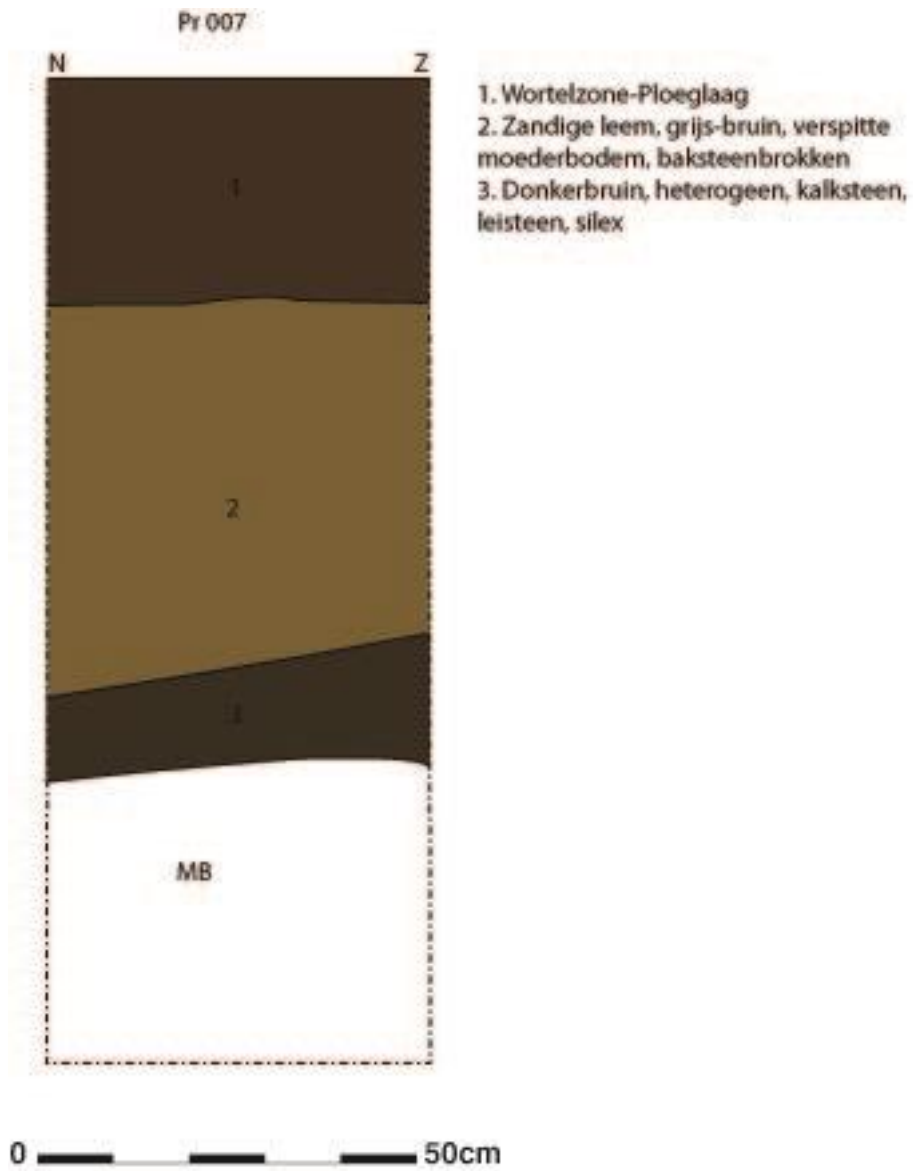 Pr 007
N Z
1. Wortelzone-Ploeglaag
2. Zandige leem, grijs-bruin, verspitte
moederbodem, baksteenbrokken
3. Donkerbruin, heterogeen, kalksteen,
leisteen, silex
1
2
3
MB
0 50cm